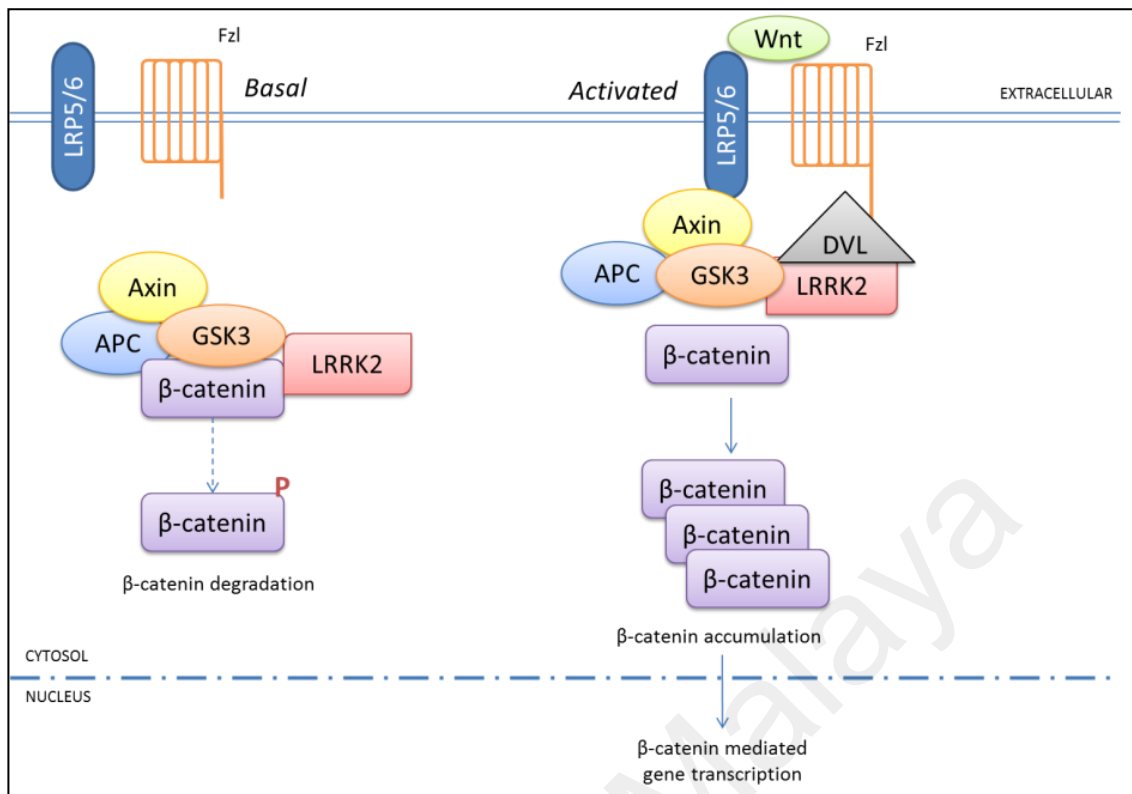 Fzl
LRP5/6
Basal
Axin
APC
GSK3
LRRK2
β-catenin
P
β-catenin
β-catenin degradation
Activated
Wnt
Fzl
LRP5/6
EXTRACELLULAR
Axin
APC
GSK3
DVL
LRRK2
β-catenin
β-catenin
β-catenin
β-catenin
β-catenin accumulation
CYTOSOL
NUCLEUS
β-catenin mediated
gene transcription
Malaya